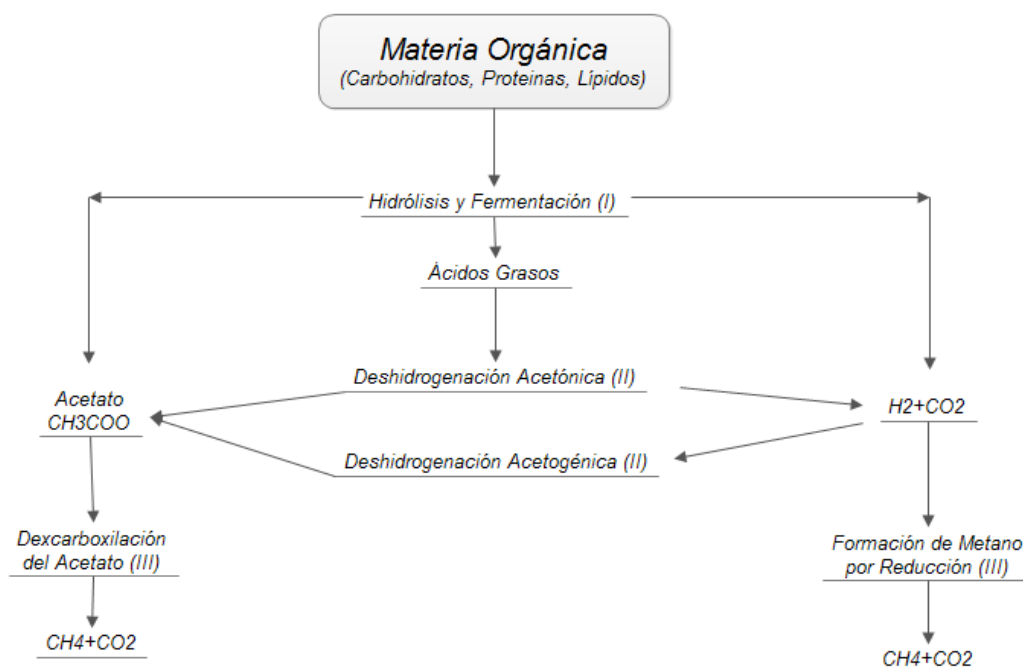 Materia Orgánica
(Carbohidratos, Proteinas, Lípidos)
Hidrólisis y Fermentación (I)
Ácidos Grasos
Deshidrogenación Acetónica (II)
Acetato
CH3COO
H2+CO2
Deshidrogenación Acetogénica (II)
Dexcarboxilación
del Acetato (III)
Formación de Metano
por Reducción (III)
CH4+CO2
CH4+CO2